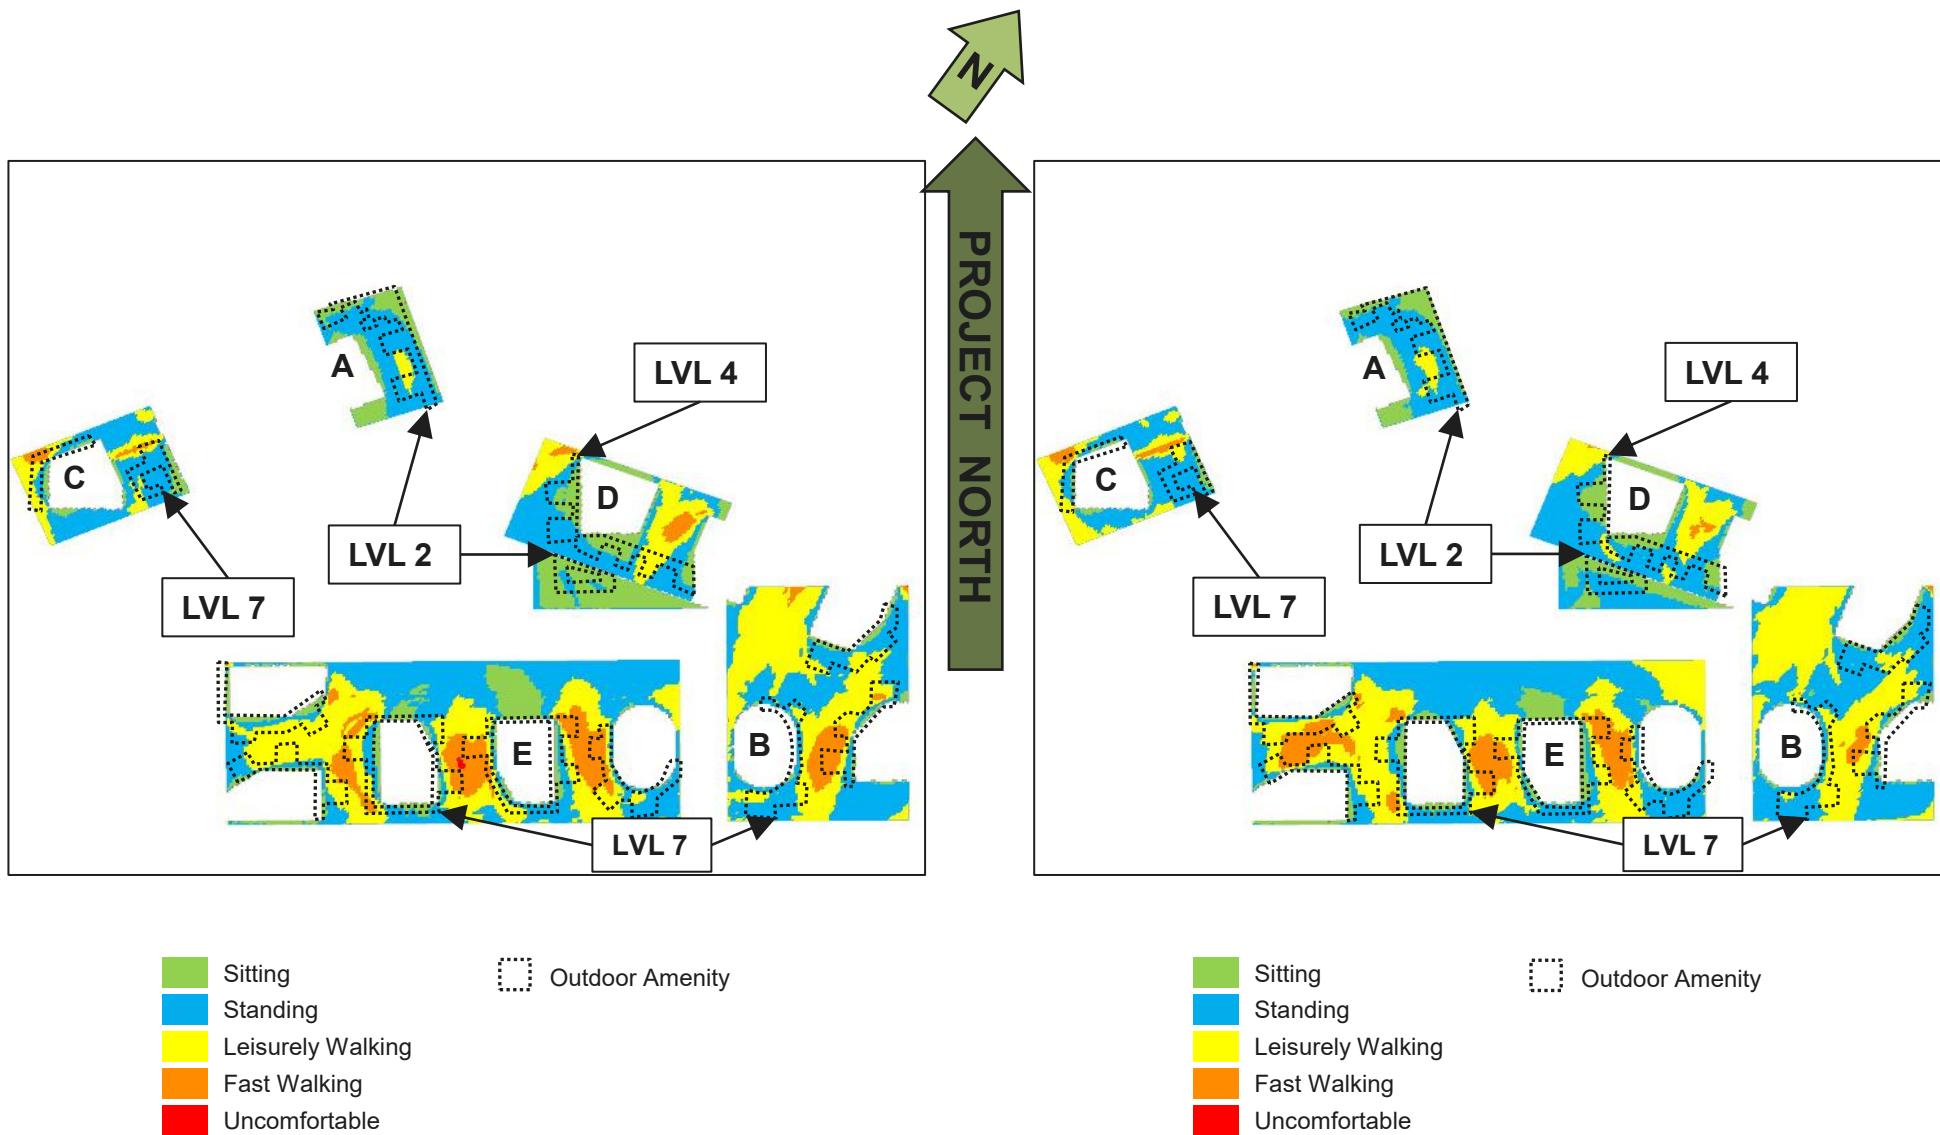 N
PROJECT NORTH
A
LVL 4
C
D
LVL 2
LVL 7
E
B
LVL 7
A
LVL 4
C
D
LVL 2
LVL 7
E
B
LVL 7
Sitting
Standing
Leisurely Walking
Fast Walking
Uncomfortable
Outdoor Amenity
Sitting
Standing
Leisurely Walking
Fast Walking
Uncomfortable
Outdoor Amenity